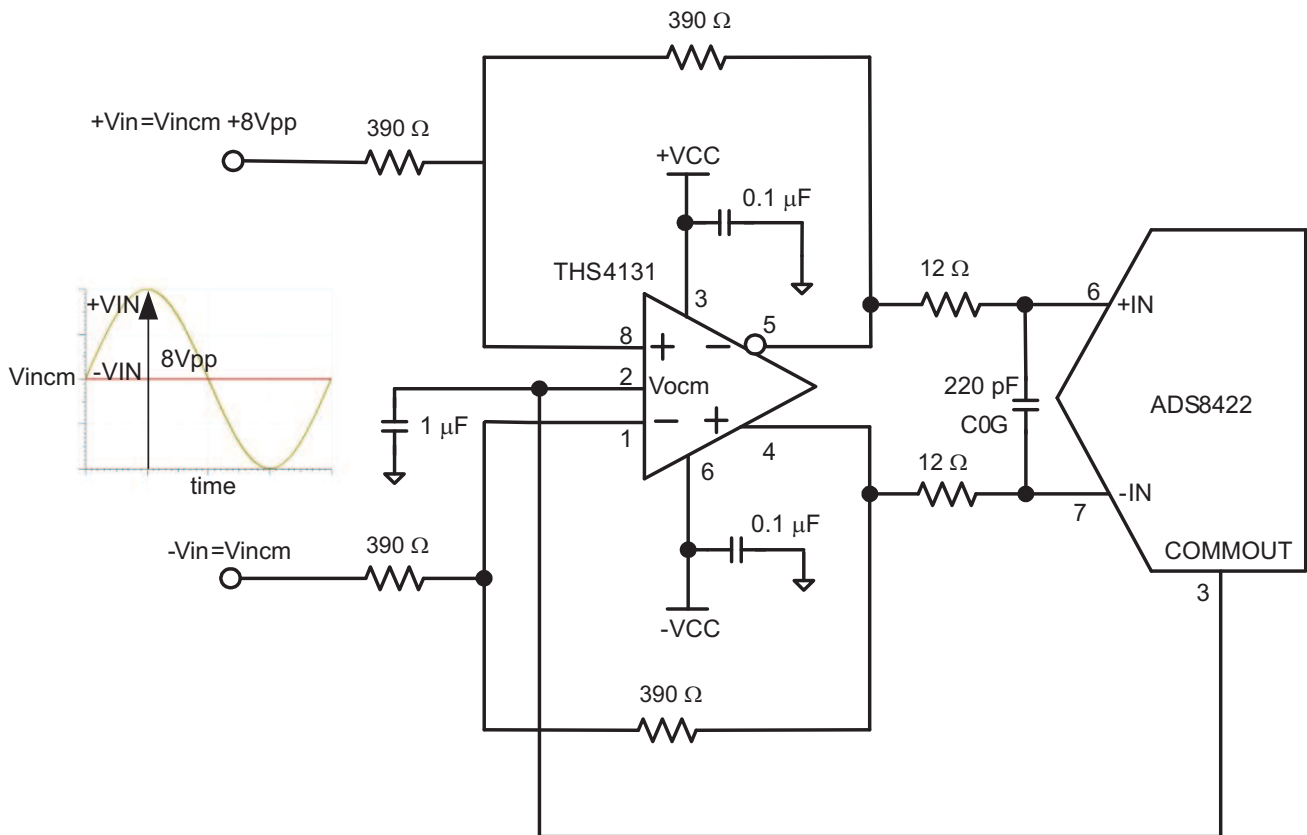 390 Ω
+Vin=Vincm +8Vpp
390 Ω
+VCC
0.1 μF
THS4131
3
12 Ω
6
+IN
5
8
+
−
+VIN
8Vpp
Vincm
-VIN
2
Vocm
220 pF
C0G
ADS8422
1 μF
1
−
+
4
6
12 Ω
7
-IN
time
0.1 μF
-Vin=Vincm
390 Ω
COMMOUT
3
-VCC
390 Ω